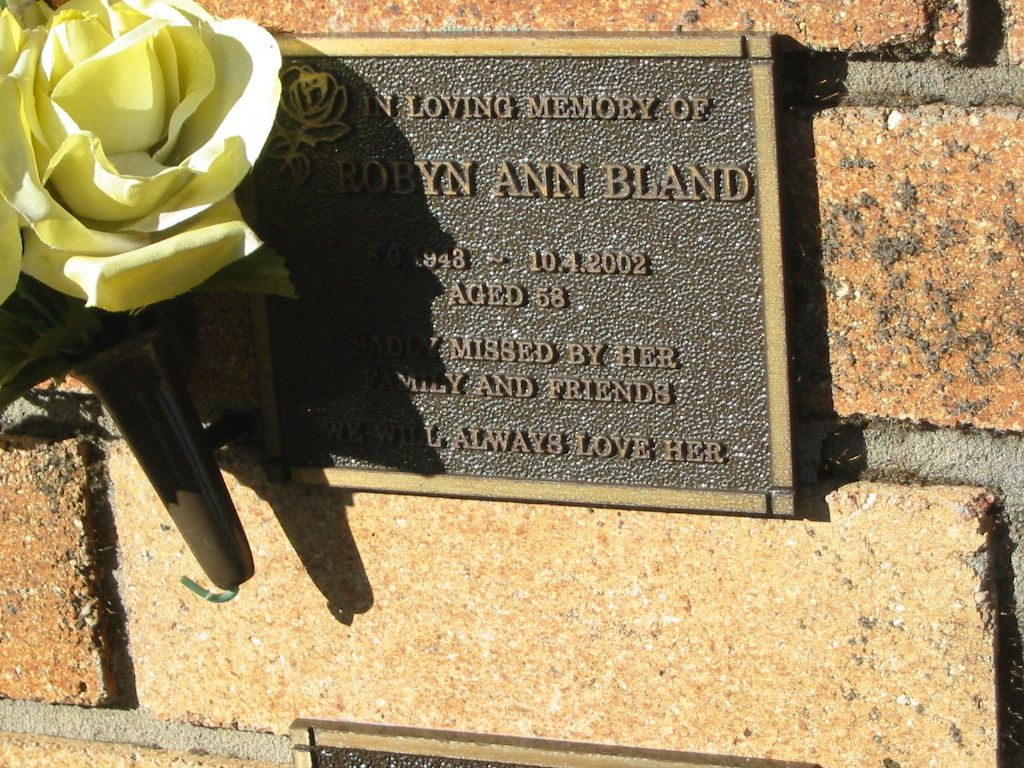 IN LOVING MEMORY OF
ROBYN ANN BLAND
~ 10.4.2002
AGED 58
SADLY MISSED BY HER
FAMILY AND FRIENDS
WE WILL ALWAYS LOVE HER